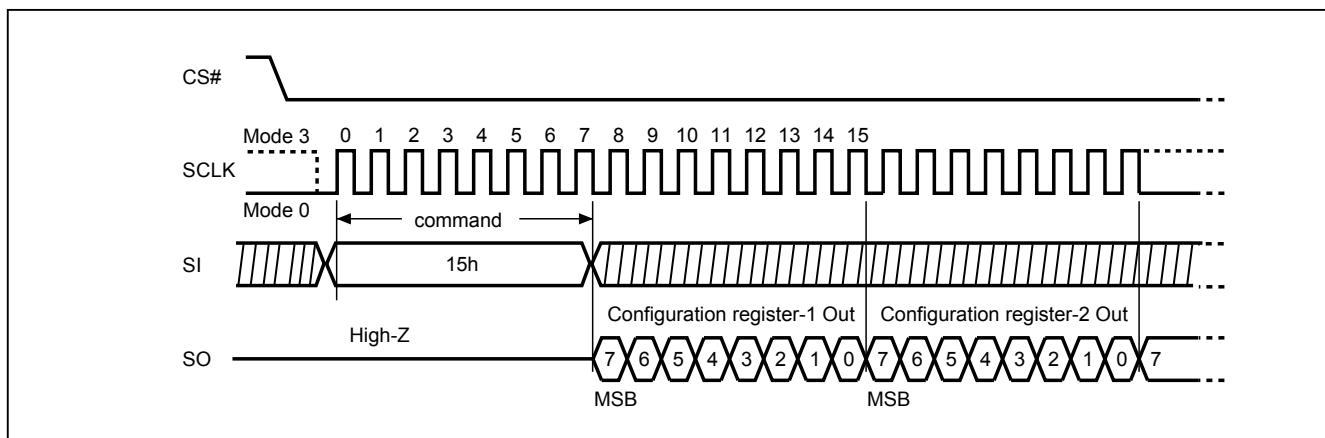 CS#
Mode 3 0 1 2 3 4 5 6 7 8 9 10 11 12 13 14 15
SCLK
Mode 0
command
SI 15h
Configuration register-1 Out Configuration register-2 Out
High-Z
SO 7 6 5 4 3 2 1 0 7 6 5 4 3 2 1 0 7
MSB MSB